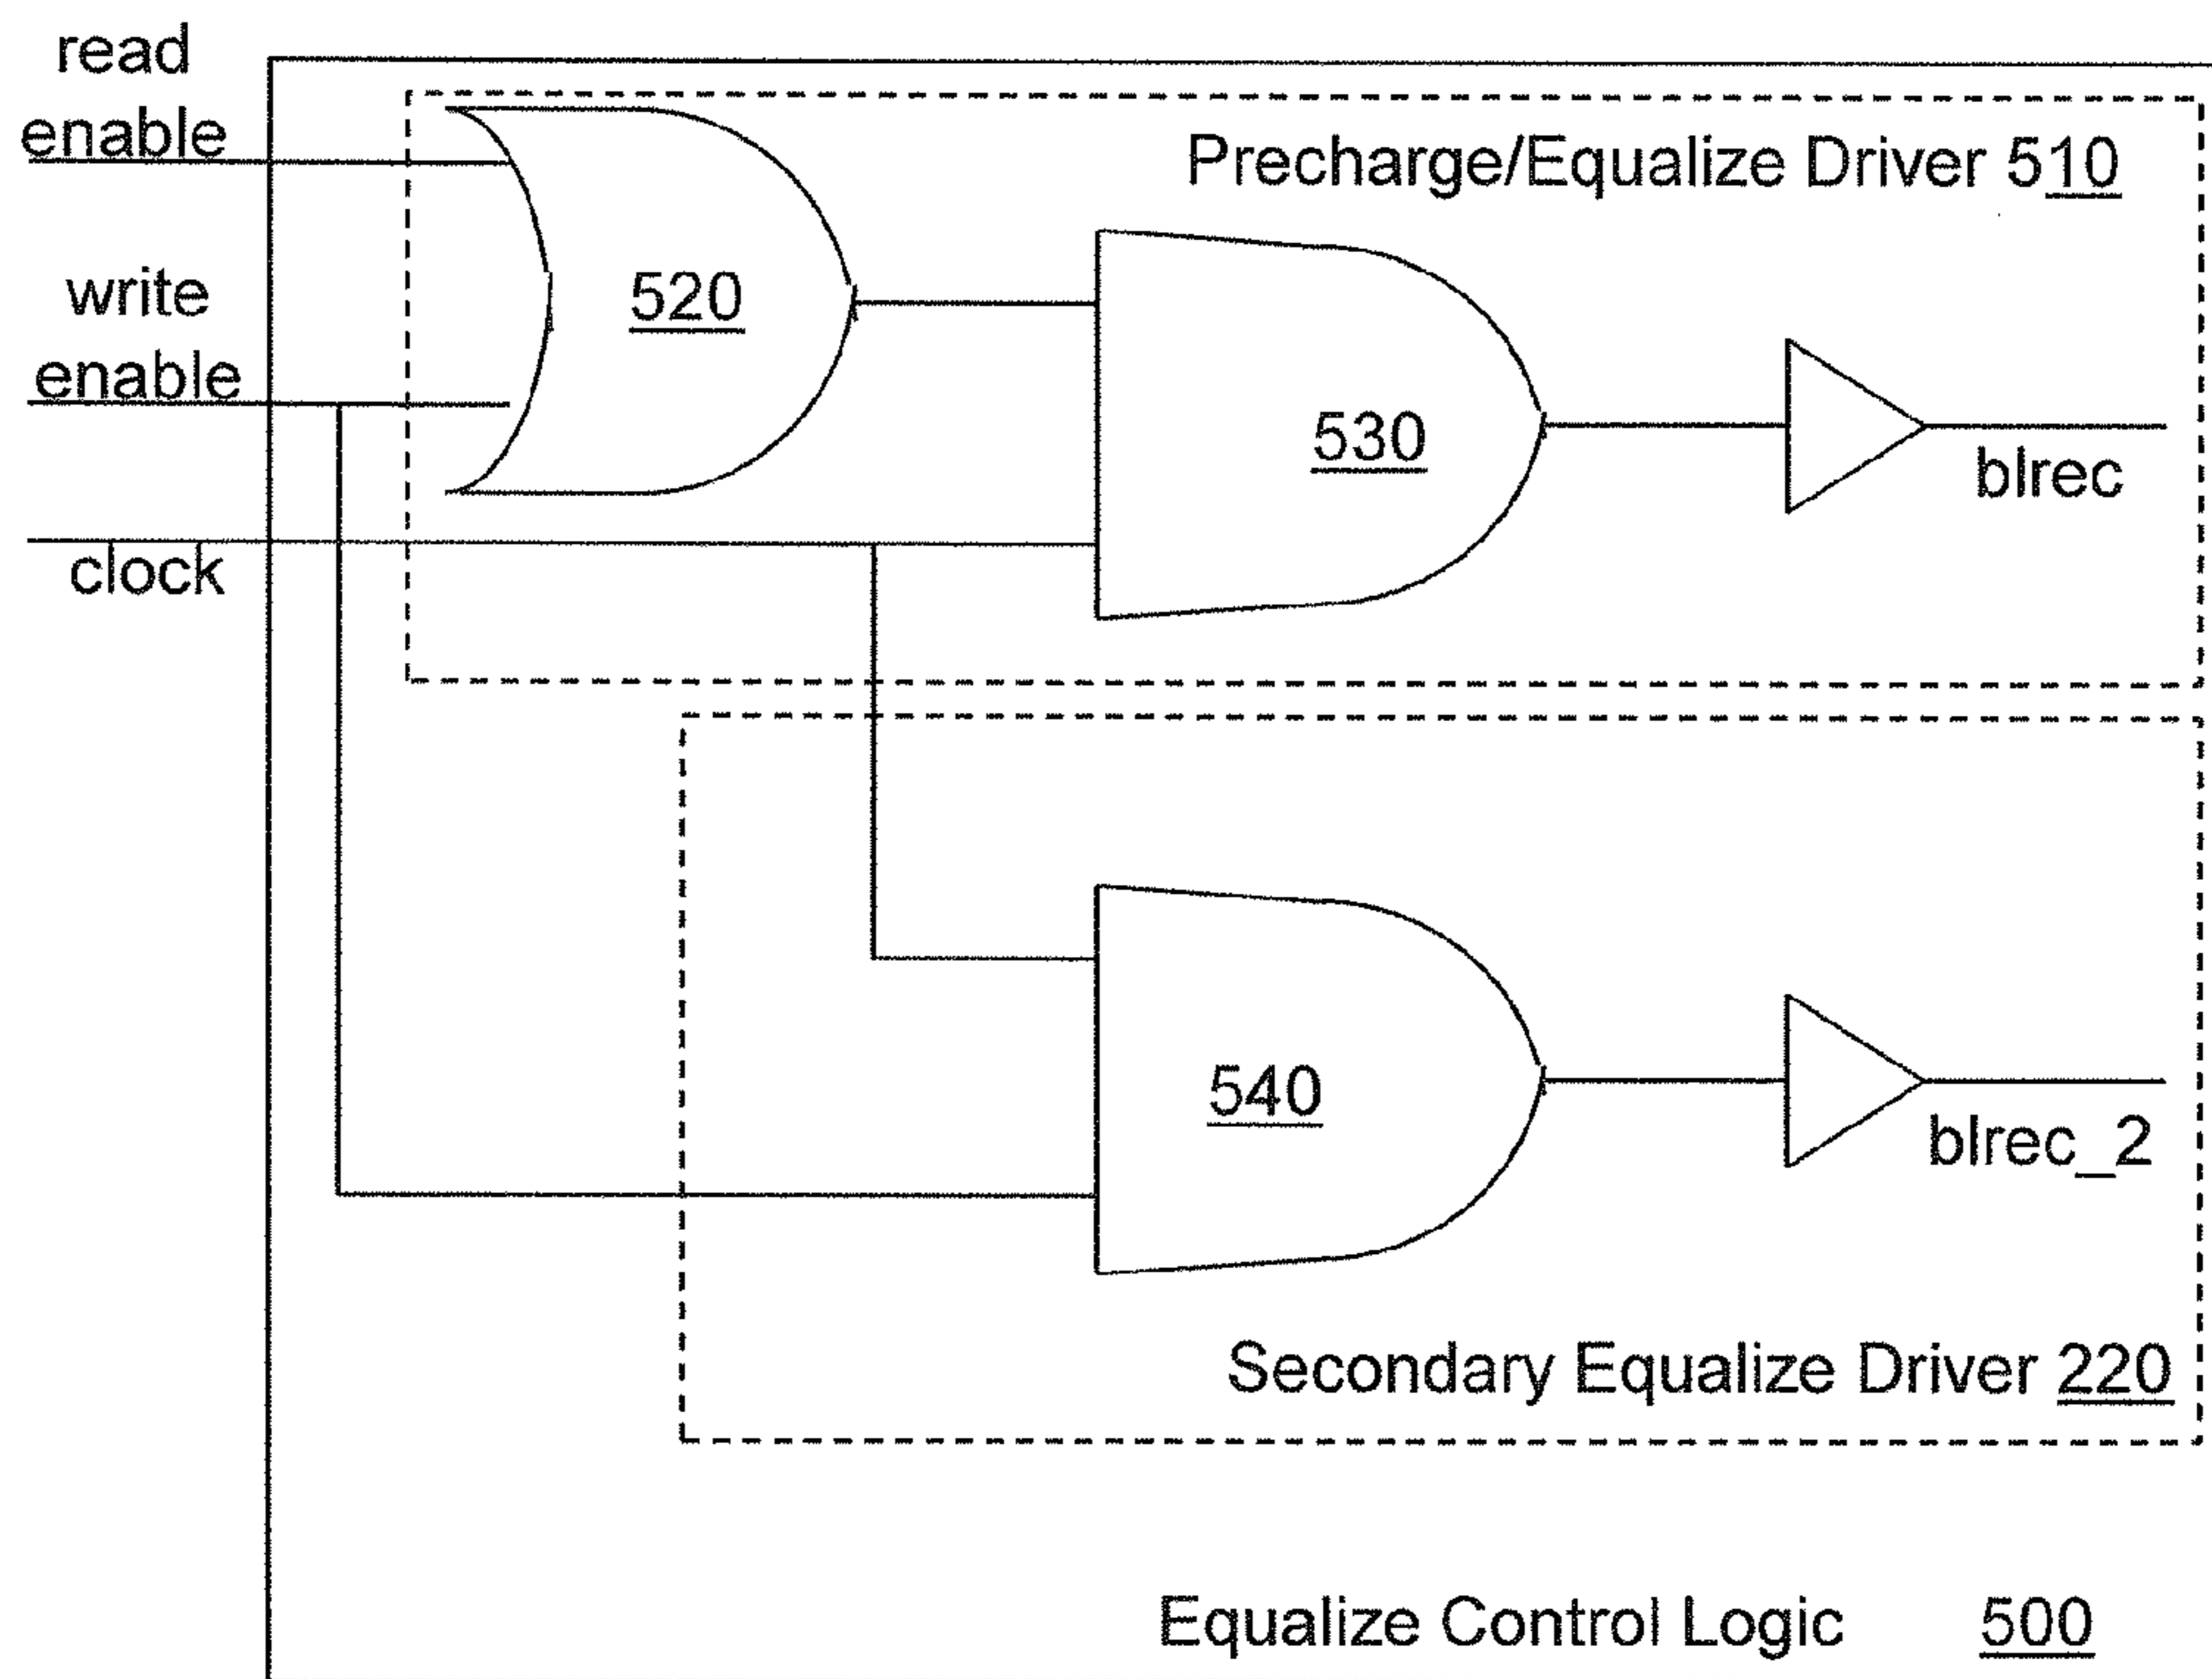 read
enable
Precharge/Equalize Driver 510
write
enable
520
530
blrec
clock
540
blrec_2
Secondary Equalize Driver 220
Equalize Control Logic 500